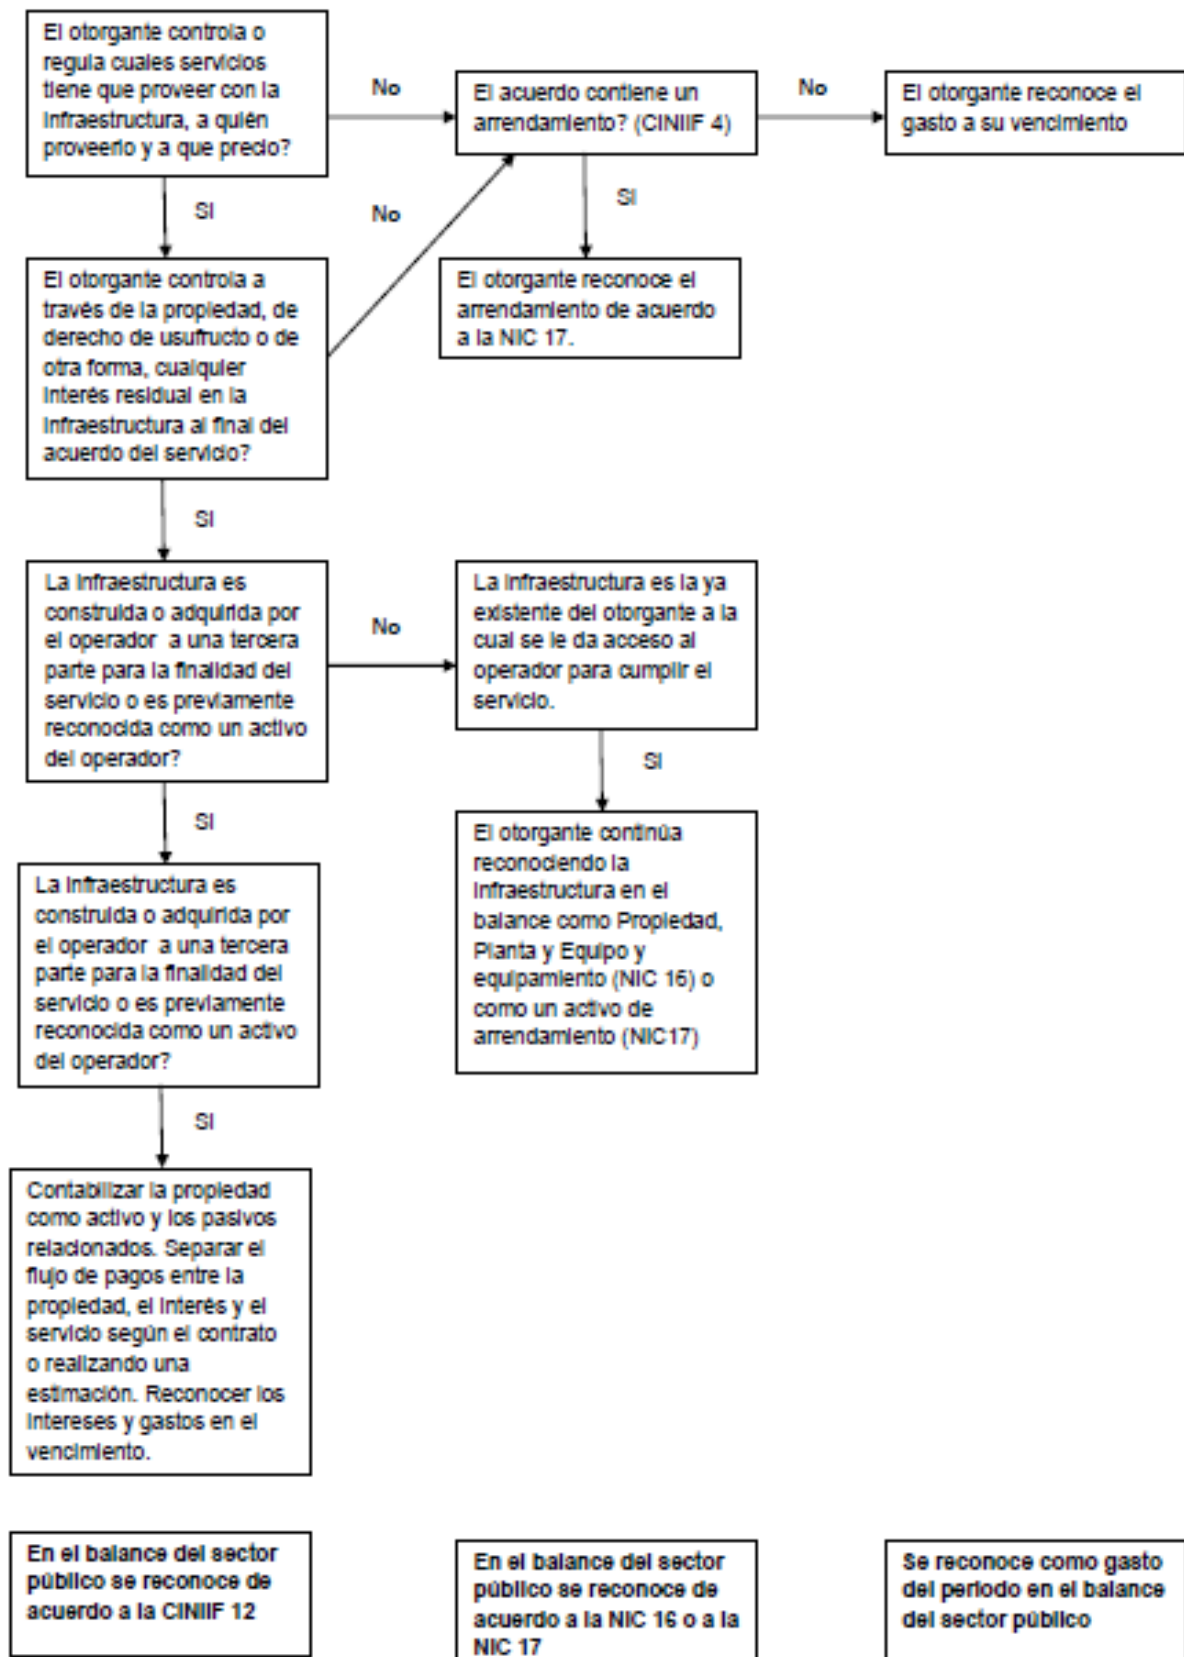 El otorgante controla o
regula cuales servicios
tiene que proveer con la
Infraestructura, a quién
proveerlo y a que precio?
No
El acuerdo contiene un
arrendamiento? (CINIIF 4)
No
El otorgante reconoce el
gasto a su vencimiento
SI
No
SI
El otorgante controla a
través de la propiedad, de
derecho de usufructo o de
otra forma, cualquier
Interés residual en la
Infraestructura al final del
acuerdo del servicio?
El otorgante reconoce el
arrendamiento de acuerdo
a la NIC 17.
SI
La Infraestructura es
construida o adquirida por
el operador a una tercera
parte para la finalidad del
servicio o es previamente
reconocida como un activo
del operador?
No
La Infraestructura es la ya
existente del otorgante a la
cual se le da acceso al
operador para cumplir el
servicio.
SI
SI
El otorgante continúa
reconociendo la
Infraestructura en el
balance como Propiedad,
Planta y Equipo y
equipamiento (NIC 16) o
como un activo de
arrendamiento (NIC17)
La Infraestructura es
construida o adquirida por
el operador a una tercera
parte para la finalidad del
servicio o es previamente
reconocida como un activo
del operador?
SI
Contabilizar la propiedad
como activo y los pasivos
relacionados. Separar el
flujo de pagos entre la
propiedad, el Interés y el
servicio según el contrato
o realizando una
estimación. Reconocer los
Intereses y gastos en el
vencimiento.
En el balance del sector
público se reconoce de
acuerdo a la CINIIF 12
En el balance del sector
público se reconoce de
acuerdo a la NIC 16 o a la
NIC 17
Se reconoce como gasto
del periodo en el balance
del sector público